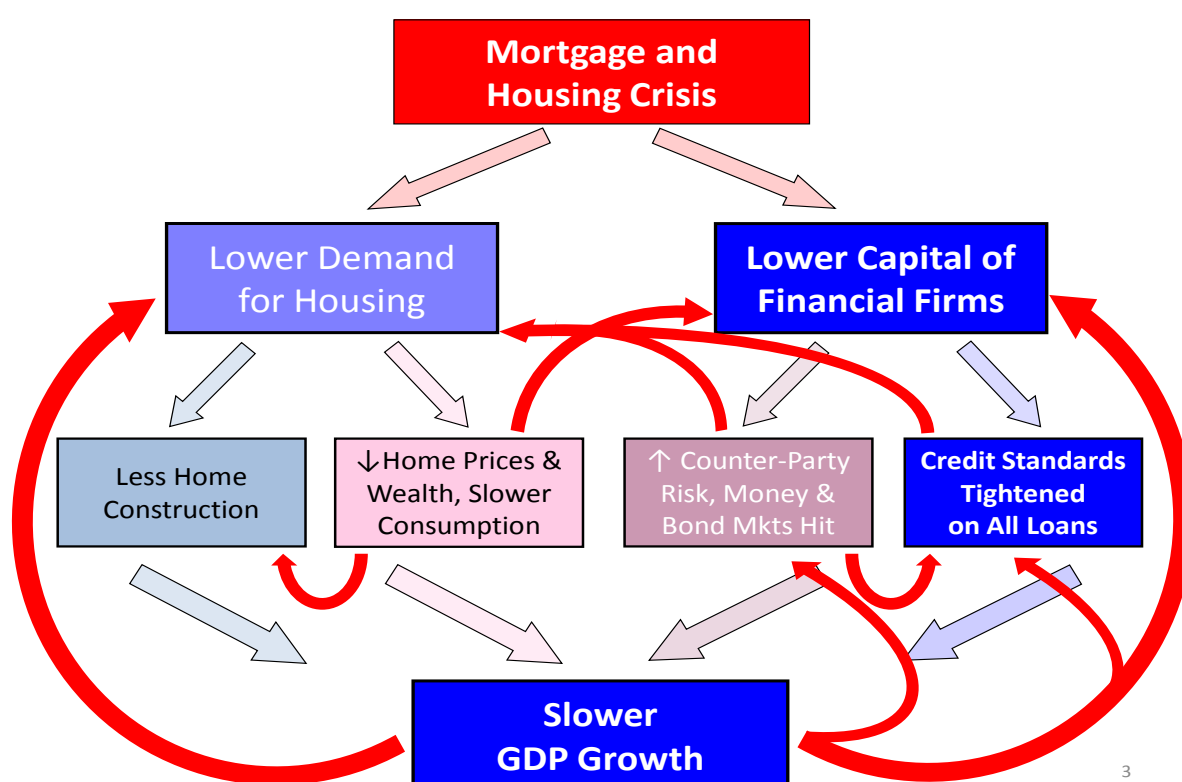 Mortgage and
Housing Crisis
Lower Demand
for Housing
Lower Capital of
Financial Firms
Less Home
Construction
↓Home Prices &
Wealth, Slower
Consumption
↑ Counter-Party
Risk, Money &
Bond Mkts Hit
Credit Standards
Tightened
on All Loans
Slower
GDP Growth
3